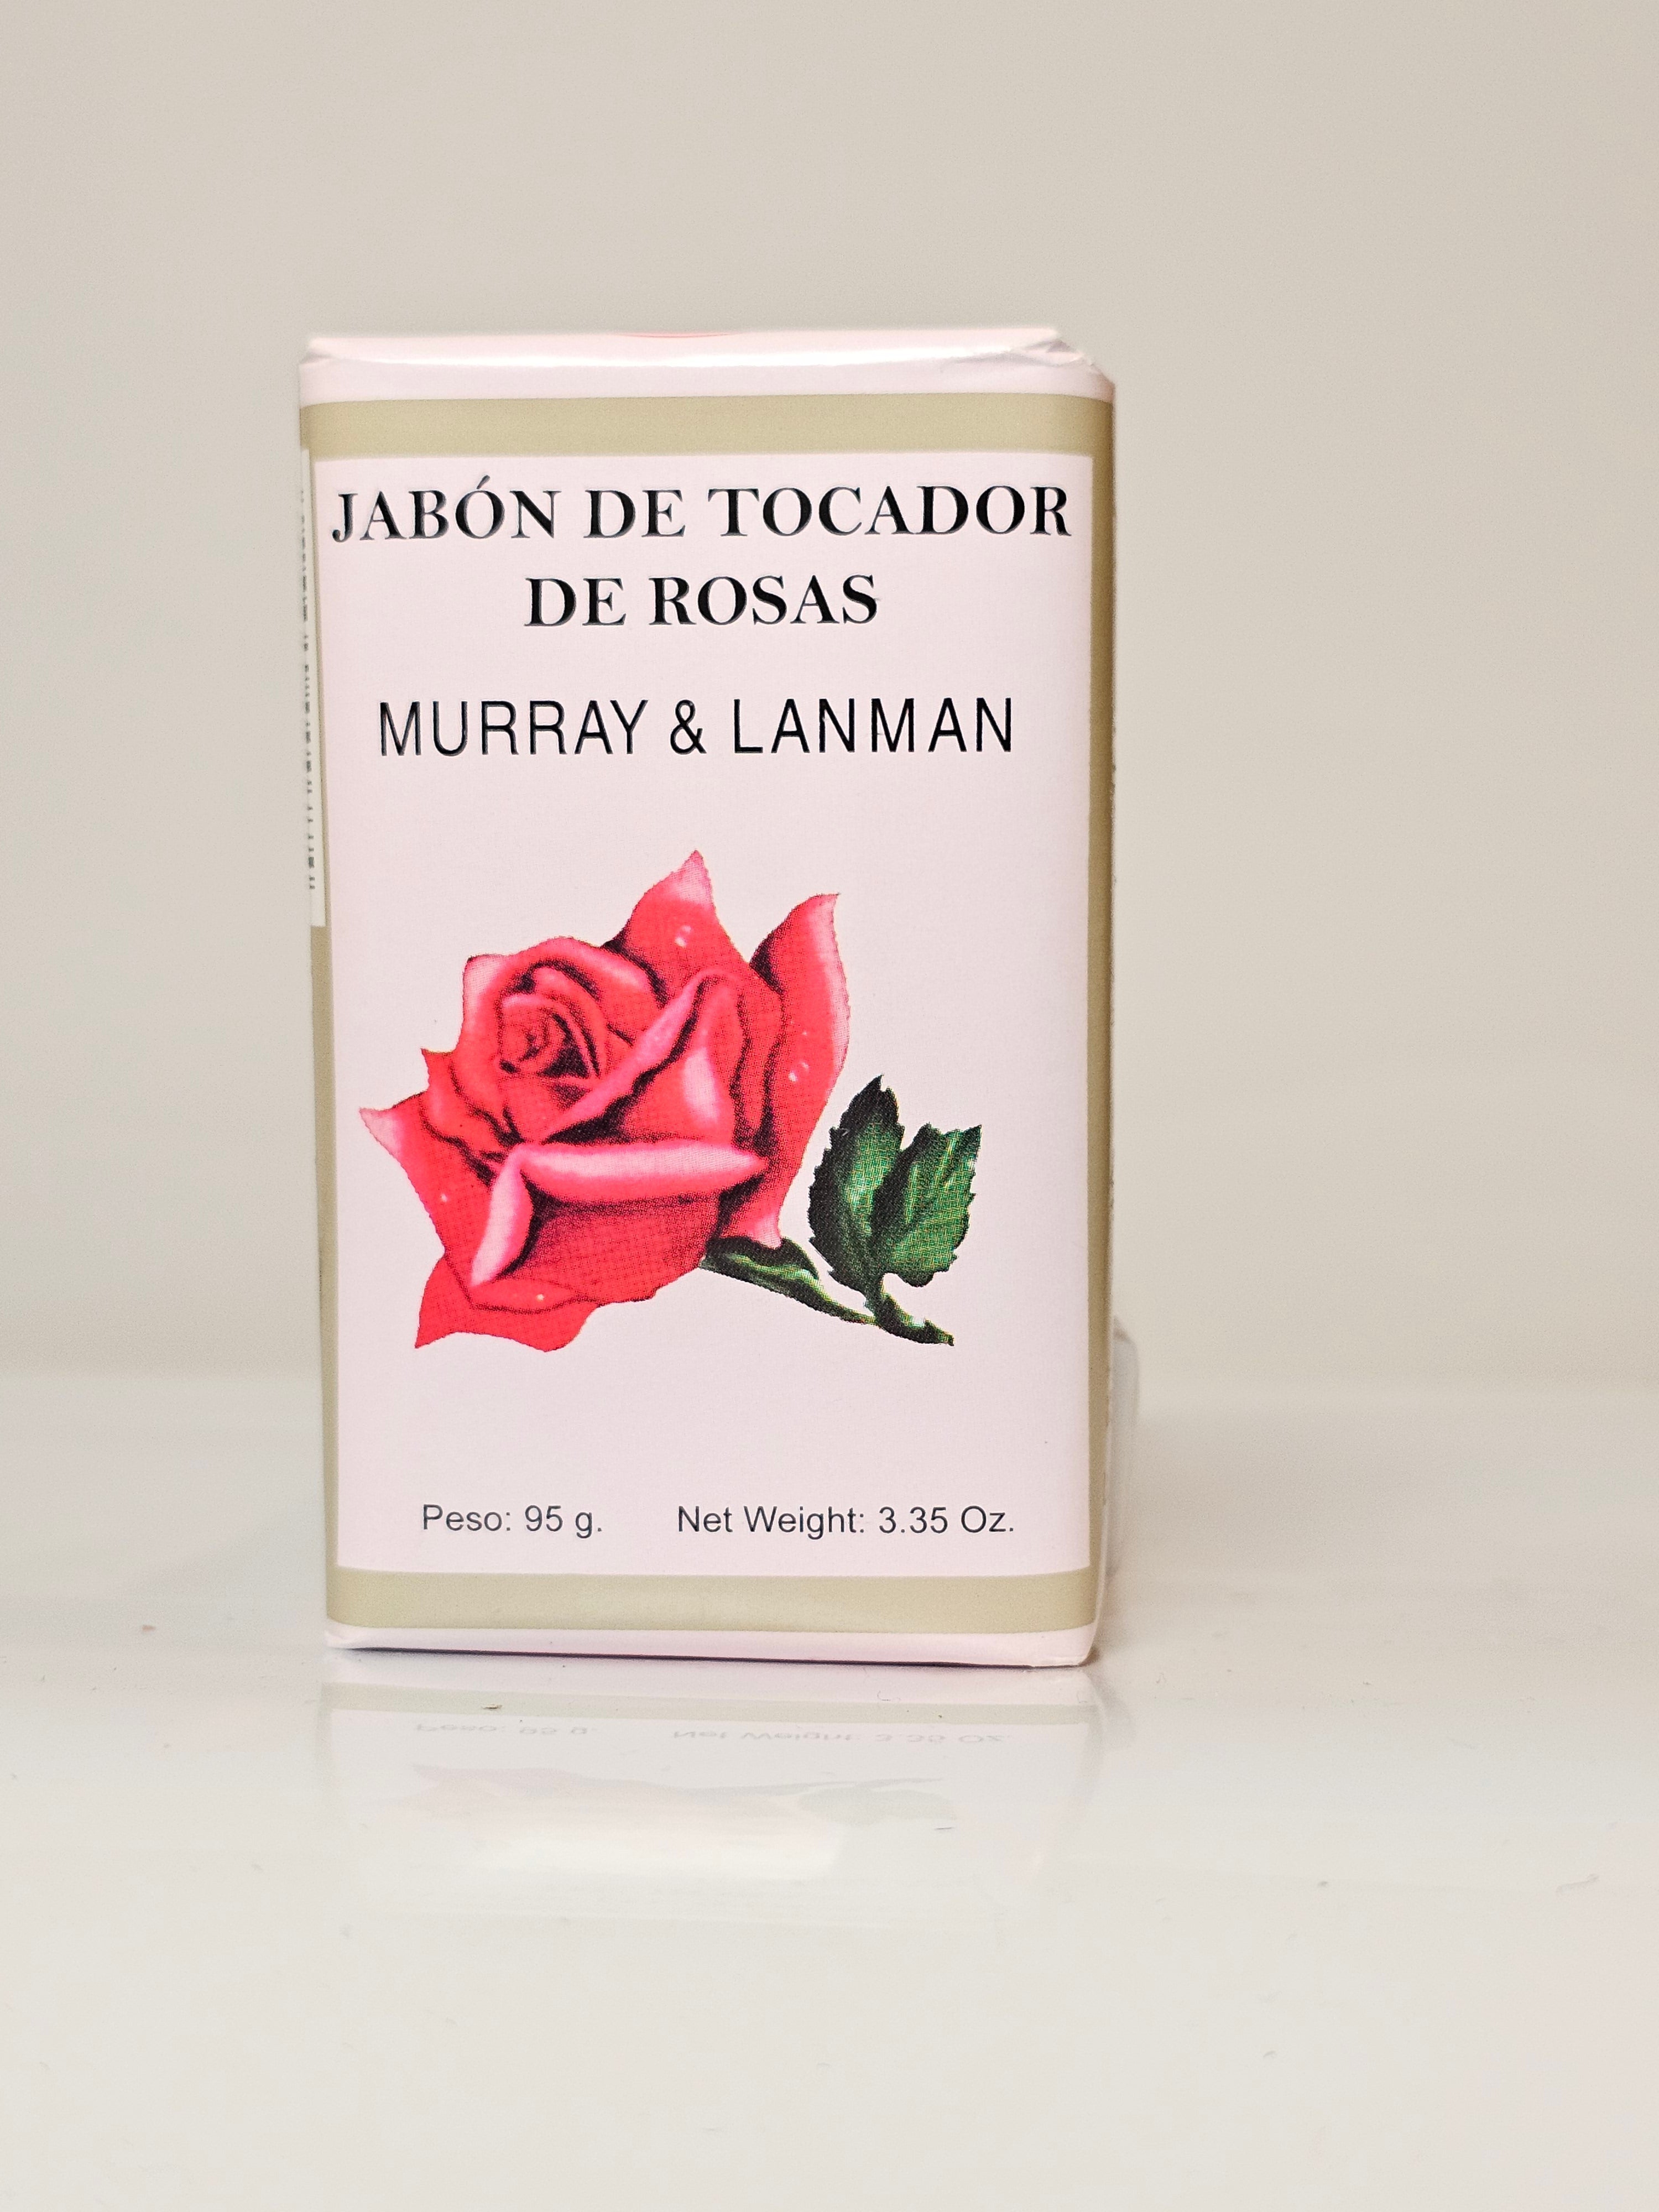 JABÓN DE TOCADOR
DE ROSAS
MURRAY & LANMAN
Peso: 95 g. Net Weight: 3.35 Oz.